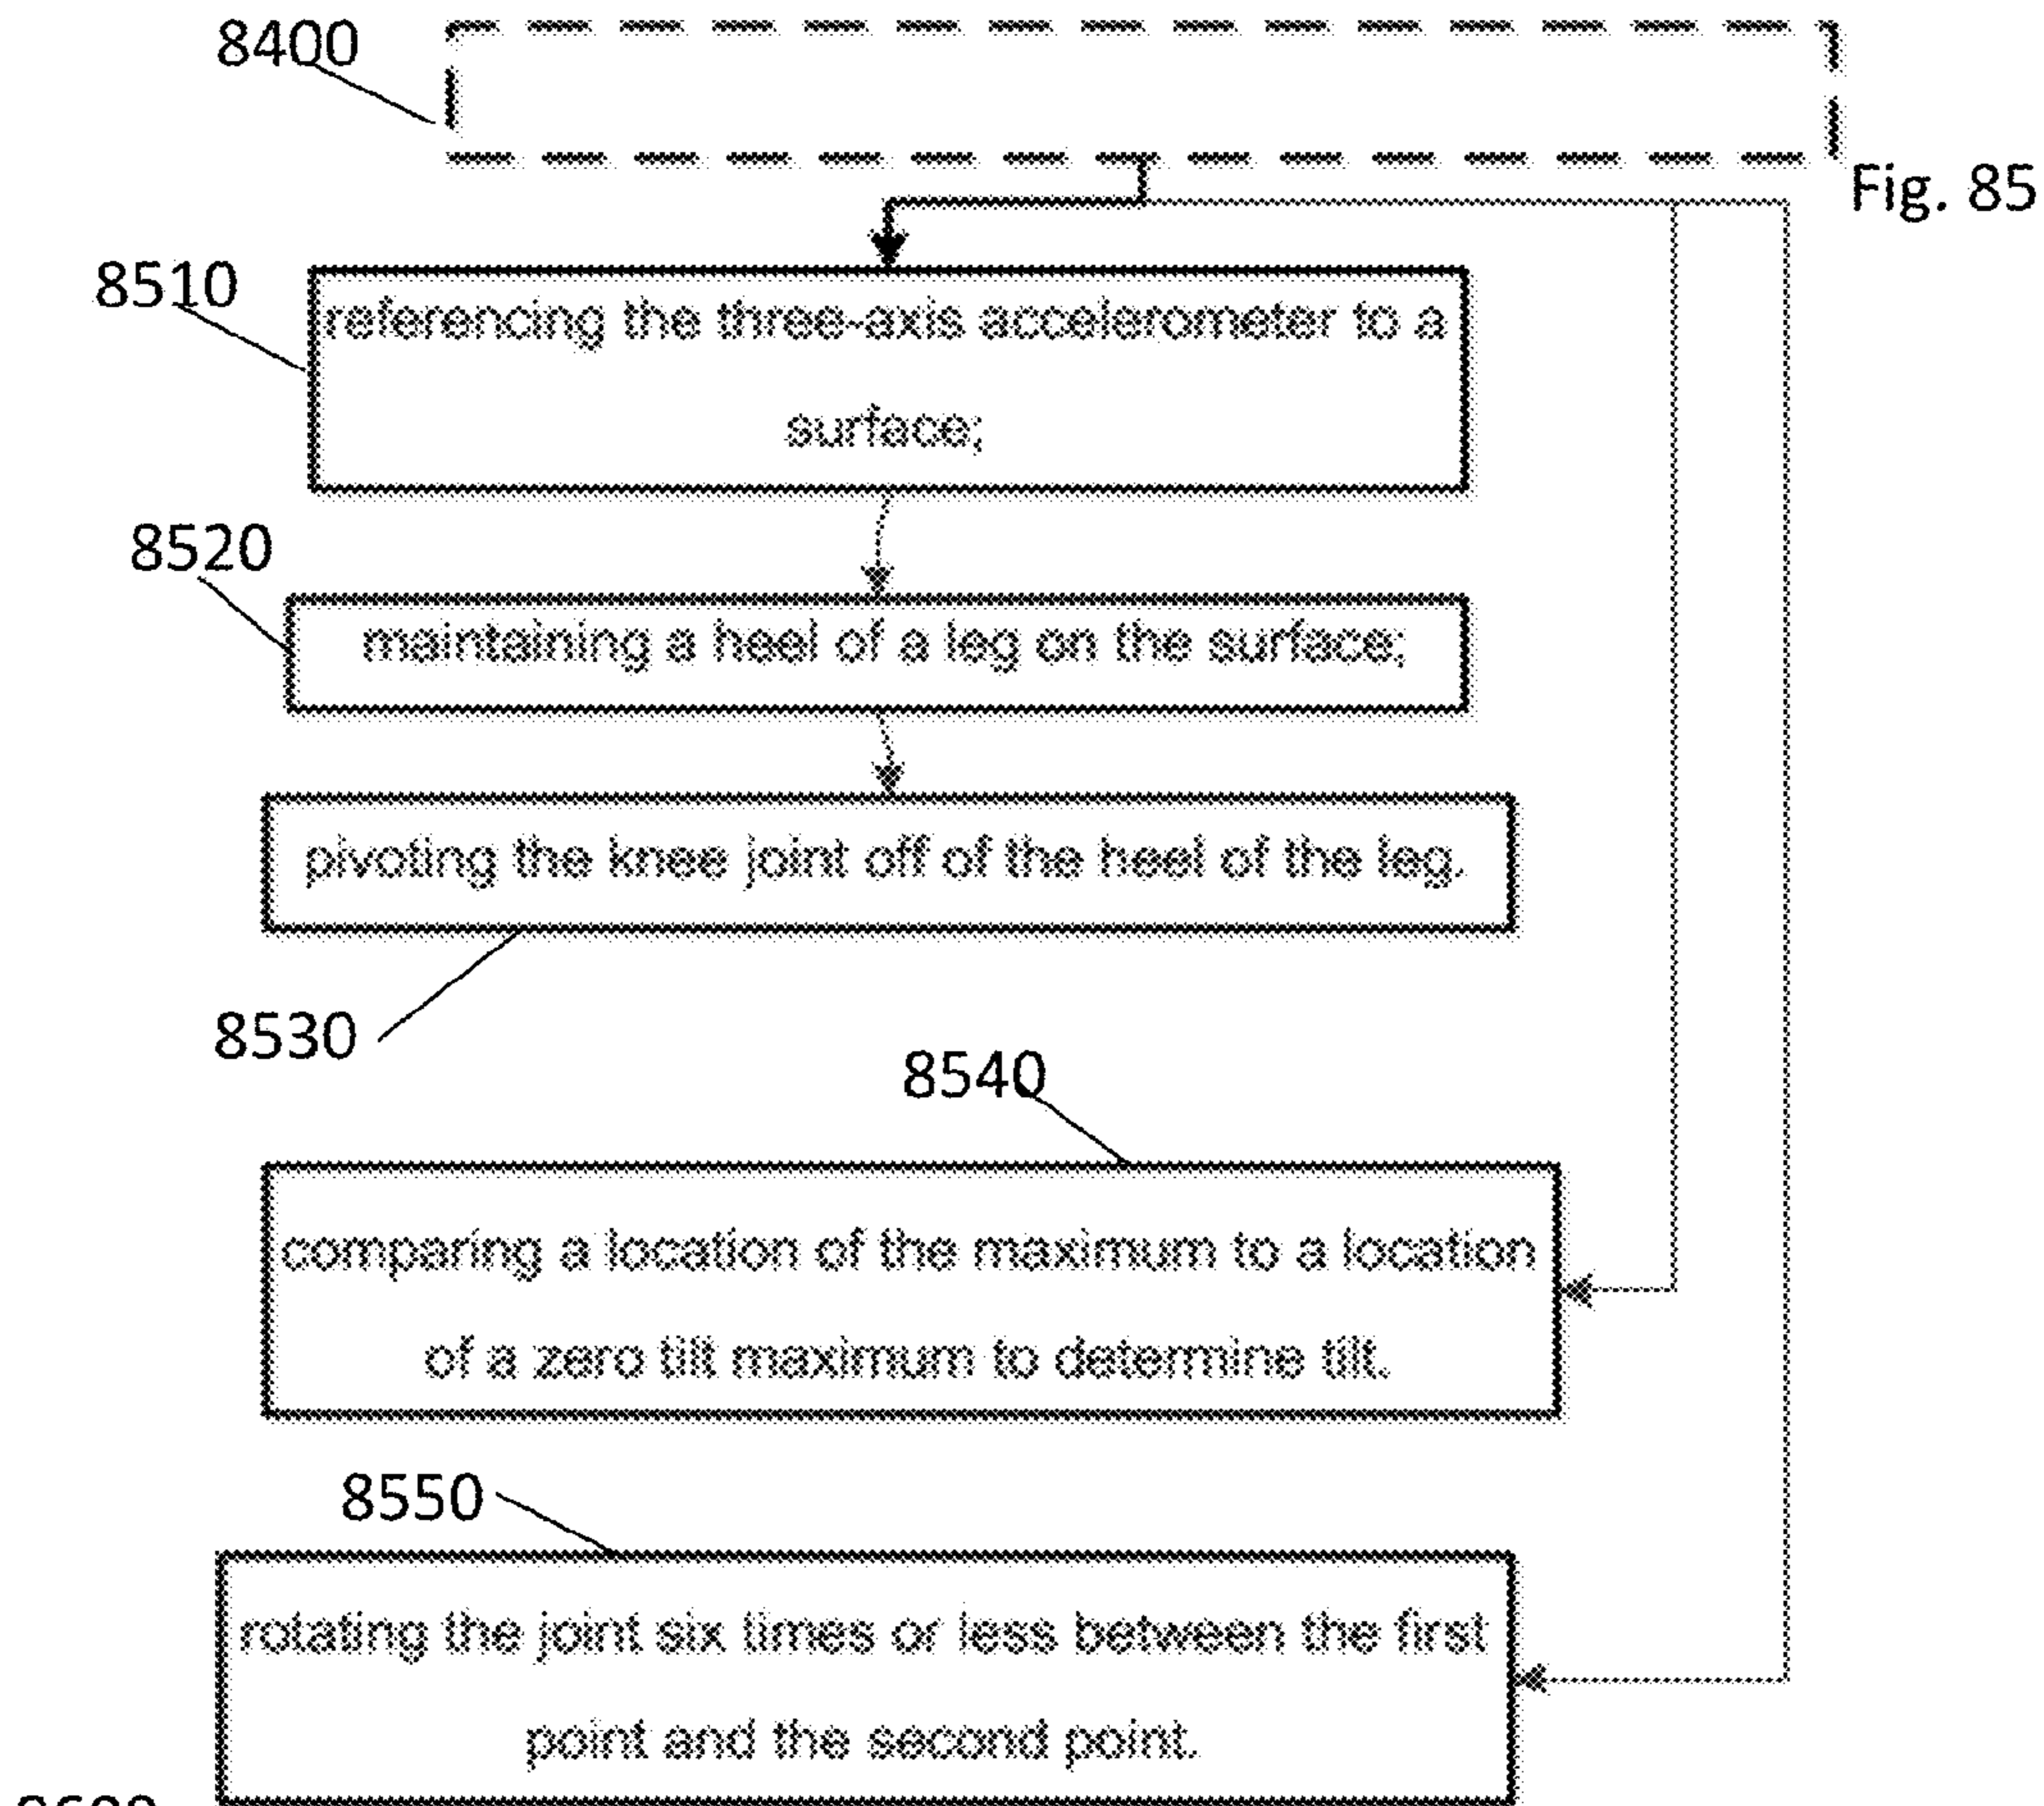 8400
Fig. 85
8510
referencing the three-axis accelerometer to a
surface;
8520
maintaining a heel of a leg on the surface;
pivoting the knee joint off of the heel of the leg.
8530
8540
comparing a location of the maximum to a location
of a zero tilt maximum to determine tilt.
8550
rotating the joint six times or less between the first
point and the second point.